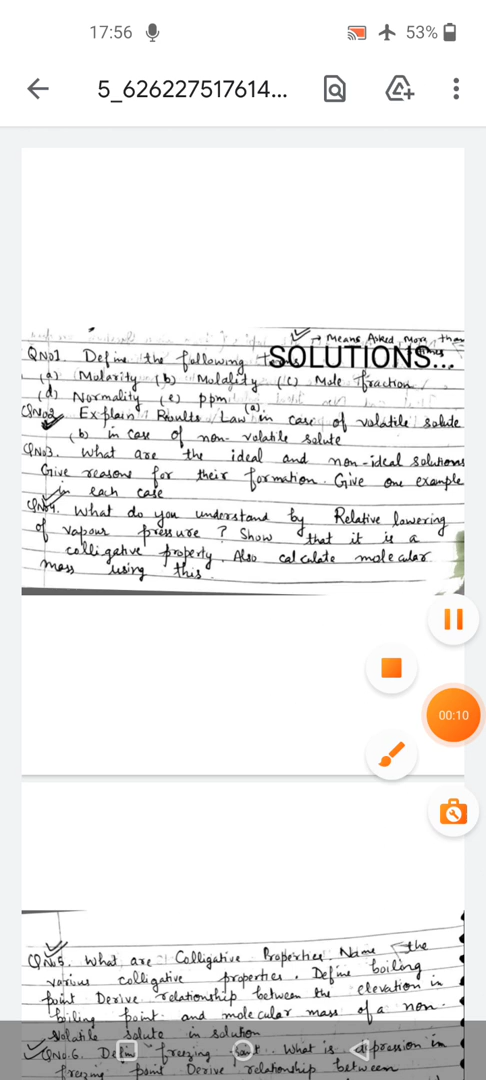 17:56
53%
5_626227517614...
→ Means Asked More than
times
SOLUTIONS...
QNo1. Define the following
(a) Molarity (b) Molality (c) Mole fraction
(d) Normality (e) ppm
QNo2. Explain Roults Law (a) in case of volatile solute
(b) in case of non-volatile solute
QNo3. What are the ideal and non-ideal solutions
Give reasons for their formation. Give one example
in each case
QNo4. What do you understand by Relative lowering
of vapour pressure? Show that it is a
colligative property. Also calculate molecular
mass using this.
00:10
QNo5. What are Colligative Properties. Name the
various colligative properties. Define boiling
point Derive relationship between the elevation in
boiling point and molecular mass of a non-
volatile solute in solution
QNo.6. Define freezing point. What is depression in
freezing point Derive relationship between